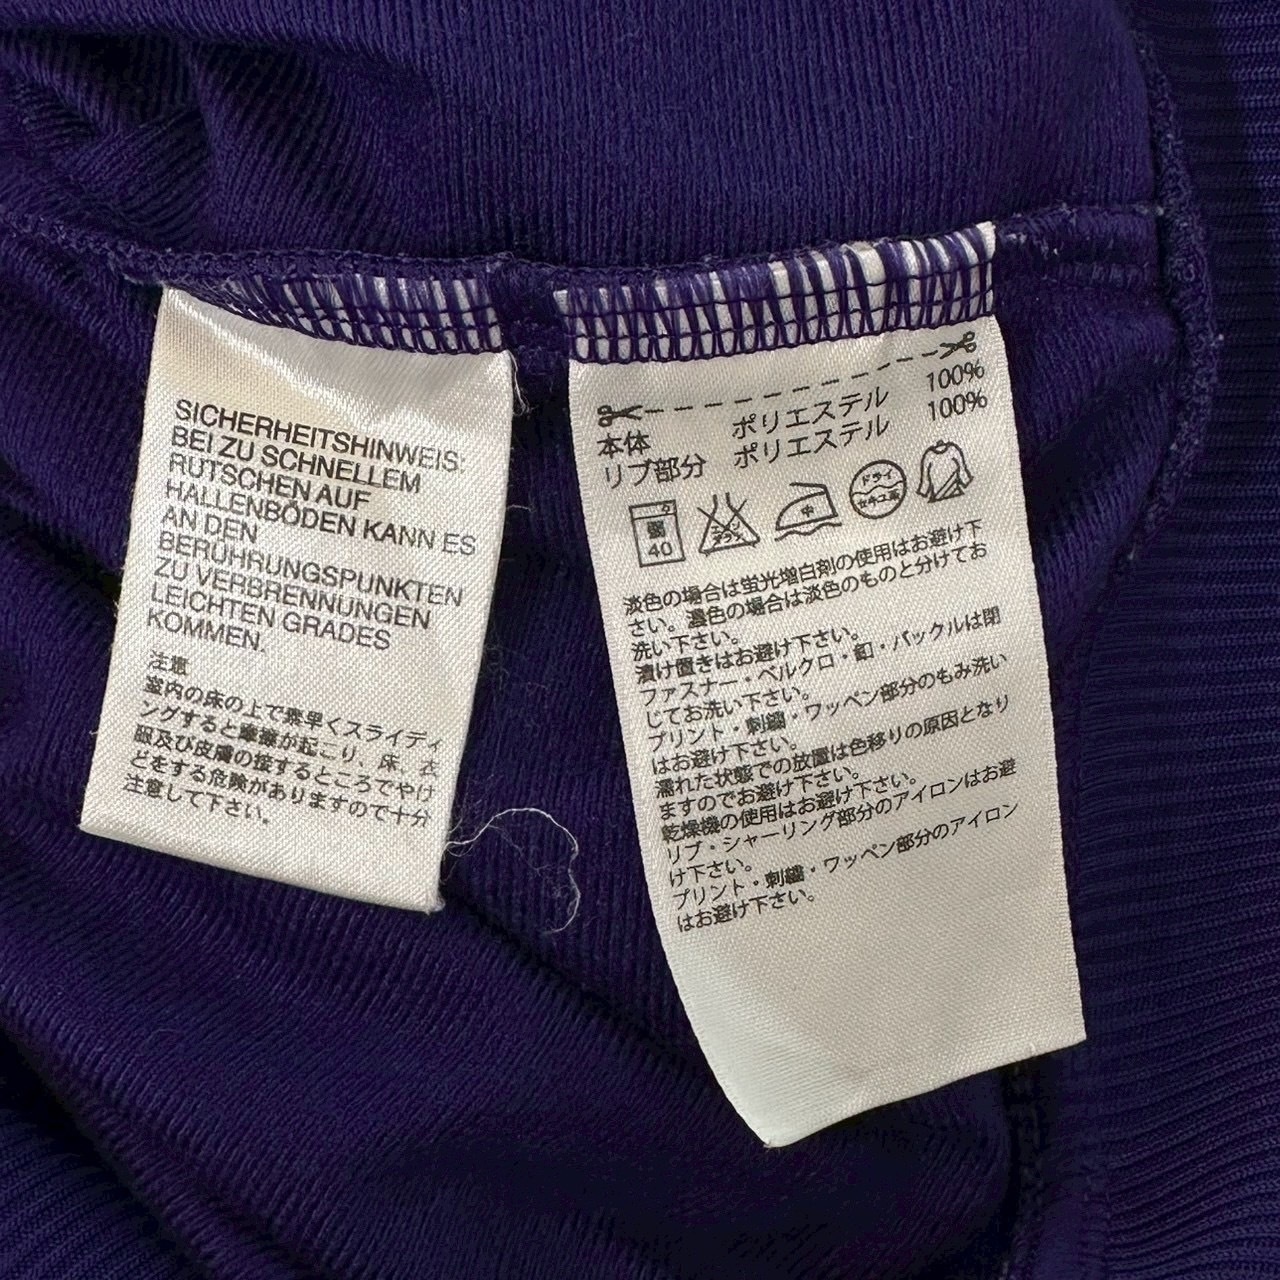 SICHERHEITSHINWEIS:
BEI ZU SCHNELLEM
RUTSCHEN AUF
HALLENBÖDEN KANN ES
AN DEN
BERÜHRUNGSPUNKTEN
ZU VERBRENNUNGEN
LEICHTEN GRADES
KOMMEN.
注意
室内の床の上で素早くスライディ
ングすると摩擦が起こり、床、衣
服及び皮膚の接するところでやけ
どをする危険がありますので十分
注意して下さい。
本体 ポリエステル 100%
リブ部分 ポリエステル 100%
40
エンソ
サラシ
中
ドライ
セキユ系
淡色の場合は蛍光増白剤の使用はお避け下
さい。濃色の場合は淡色のものと分けてお
洗い下さい。
漬け置きはお避け下さい。
ファスナー・ベルクロ・釦・バックルは閉
じてお洗い下さい。
プリント・刺繍・ワッペン部分のもみ洗い
はお避け下さい。
濡れた状態での放置は色移りの原因となり
ますのでお避け下さい。
乾燥機の使用はお避け下さい。
リブ・シャーリング部分のアイロンはお避
け下さい。
プリント・刺繍・ワッペン部分のアイロン
はお避け下さい。